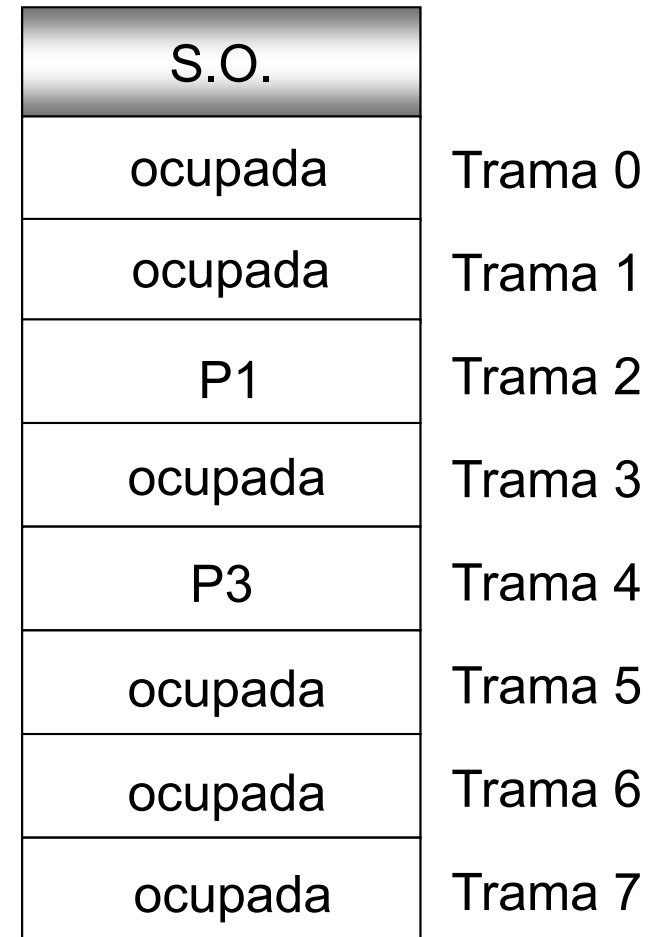 S.O.
ocupada Trama 0
ocupada Trama 1
P1 Trama 2
ocupada Trama 3
P3 Trama 4
ocupada Trama 5
ocupada Trama 6
ocupada Trama 7